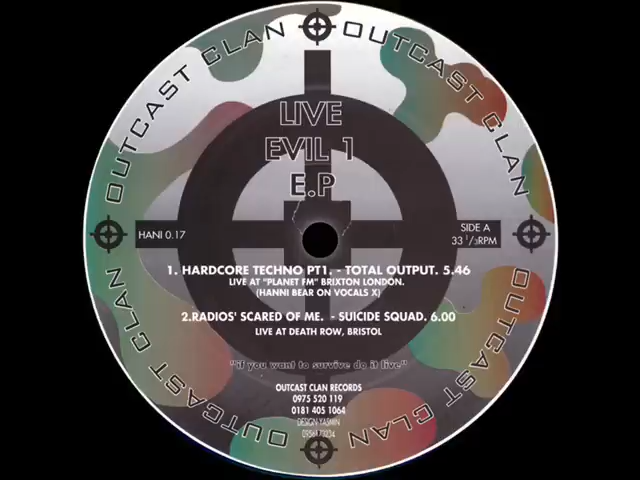 OUTCAST CLAN
OUTCAST CLAN
OUTCAST CLAN
OUTCAST CLAN
LIVE
EVIL 1
E.P
HANI 0.17
SIDE A
33 1/3RPM
1. HARDCORE TECHNO PT1. - TOTAL OUTPUT. 5.46
LIVE AT "PLANET FM" BRIXTON LONDON.
(HANNI BEAR ON VOCALS X)
2.RADIOS' SCARED OF ME. - SUICIDE SQUAD. 6.00
LIVE AT DEATH ROW, BRISTOL
"if you want to survive do it live"
OUTCAST CLAN RECORDS
0975 520 119
0181 405 1064
DESIGN-YASMIN